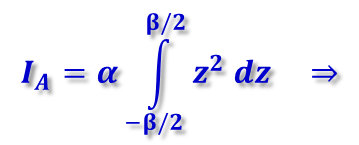 I_A = α ∫_{-β/2}^{β/2} z² dz ⇒